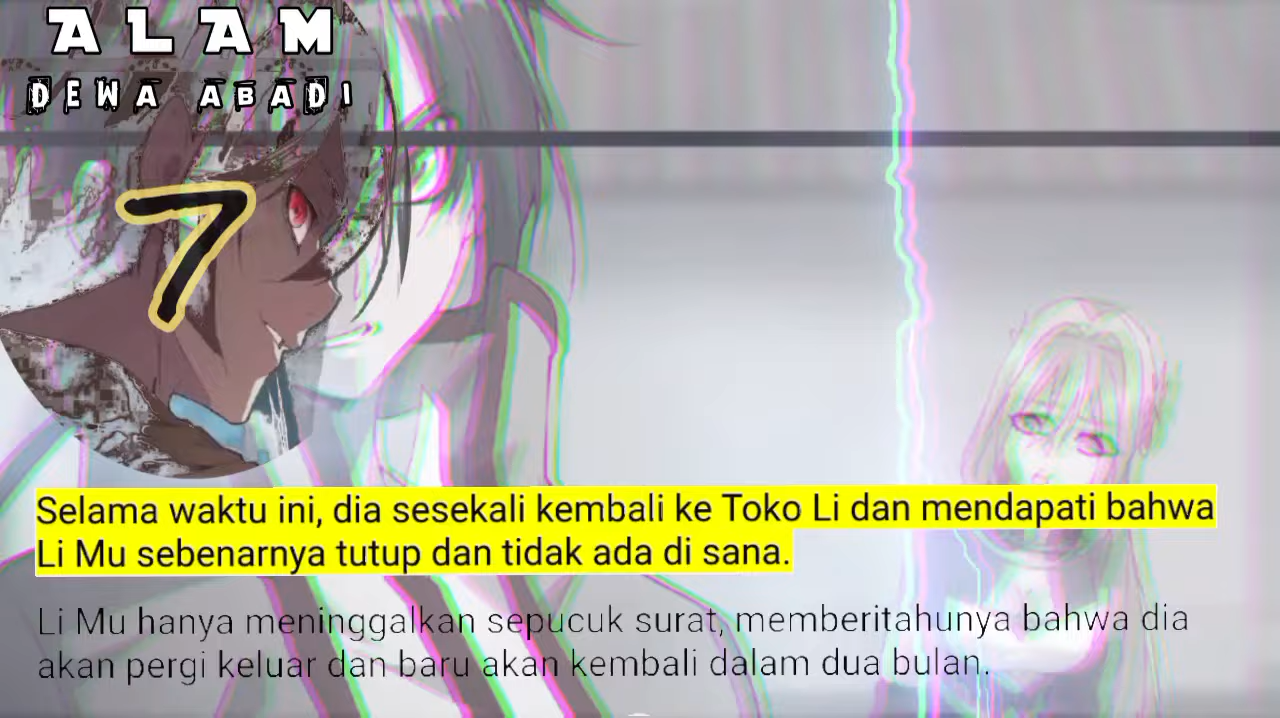 ALAM
DEWA ABADI
7
Selama waktu ini, dia sesekali kembali ke Toko Li dan mendapati bahwa
Li Mu sebenarnya tutup dan tidak ada di sana.
Li Mu hanya meninggalkan sepucuk surat, memberitahunya bahwa dia
akan pergi keluar dan baru akan kembali dalam dua bulan.